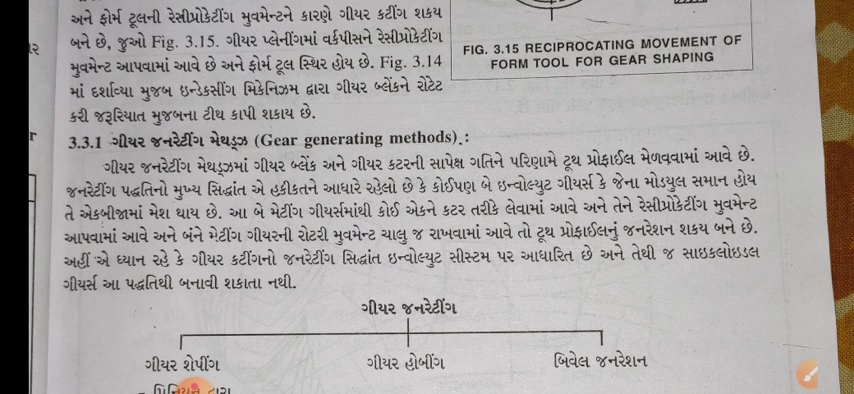 અને ફોર્મ ટૂલની રેસીપ્રોકેટીંગ મુવમેન્ટને કારણે ગીયર કટીંગ શકય
બને છે, જુઓ Fig. 3.15. ગીયર પ્લેનીંગમાં વર્કપીસને રેસીપ્રોકેટીંગ
મુવમેન્ટ આપવામાં આવે છે અને ફોર્મ ટૂલ સ્થિર હોય છે. Fig. 3.14
માં દર્શાવ્યા મુજબ ઇન્ડેકસીંગ મિકેનિઝમ દ્વારા ગીયર બ્લેંકને રોટેટ
કરી જરૂરિયાત મુજબના ટીથ કાપી શકાય છે.
FIG. 3.15 RECIPROCATING MOVEMENT OF
FORM TOOL FOR GEAR SHAPING
3.3.1 ગીયર જનરેટીંગ મેથડ્ઝ (Gear generating methods) :
ગીયર જનરેટીંગ મેથડ્ઝમાં ગીયર બ્લેંક અને ગીયર કટરની સાપેક્ષ ગતિને પરિણામે ટૂથ પ્રોફાઈલ મેળવવામાં આવે છે.
જનરેટીંગ પદ્ધતિનો મુખ્ય સિદ્ધાંત એ હકીકતને આધારે રહેલો છે કે કોઈપણ બે ઇન્વોલ્યુટ ગીયર્સ કે જેના મોડયુલ સમાન હોય
તે એકબીજામાં મેશ થાય છે. આ બે મેટીંગ ગીયર્સમાંથી કોઈ એકને કટર તરીકે લેવામાં આવે અને તેને રેસીપ્રોકેટીંગ મુવમેન્ટ
આપવામાં આવે અને બંને મેટીંગ ગીયરની રોટરી મુવમેન્ટ ચાલુ જ રાખવામાં આવે તો ટૂથ પ્રોફાઈલનું જનરેશન શકય બને છે.
અહીં એ ધ્યાન રહે કે ગીયર કટીંગનો જનરેટીંગ સિદ્ધાંત ઇન્વોલ્યુટ સીસ્ટમ પર આધારિત છે અને તેથી જ સાઇકલોઇડલ
ગીયર્સ આ પદ્ધતિથી બનાવી શકાતા નથી.
ગીયર જનરેટીંગ
ગીયર શેપીંગ ગીયર હોબીંગ બિવેલ જનરેશન